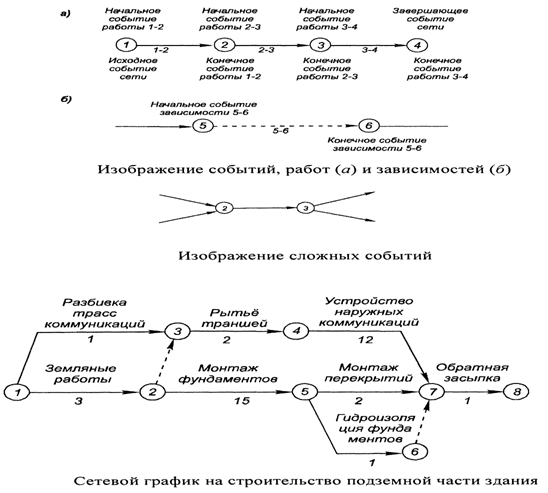 а)
Начальное Начальное Начальное Завершающее
событие событие событие событие
работы 1-2 работы 2-3 работы 3-4 сети
1 2 3 4
1-2 2-3 3-4
Исходное Конечное Конечное Конечное
событие событие событие событие
сети работы 1-2 работы 2-3 работы 3-4
б)
Начальное событие
зависимости 5-6
5 6
5-6
Конечное событие
зависимости 5-6
Изображение событий, работ (а) и зависимостей (б)
2 3
Изображение сложных событий
Разбивка
трасс
коммуникаций
1
Рытьё
траншей
2
Устройство
наружных
коммуникаций
12
3 4
Земляные
работы
3
Монтаж
фундаментов
15
Монтаж
перекрытий
2
Обратная
засыпка
1
1 2 5 7 8
Гидроизоля
ция фунда
ментов
1
6
Сетевой график на строительство подземной части здания